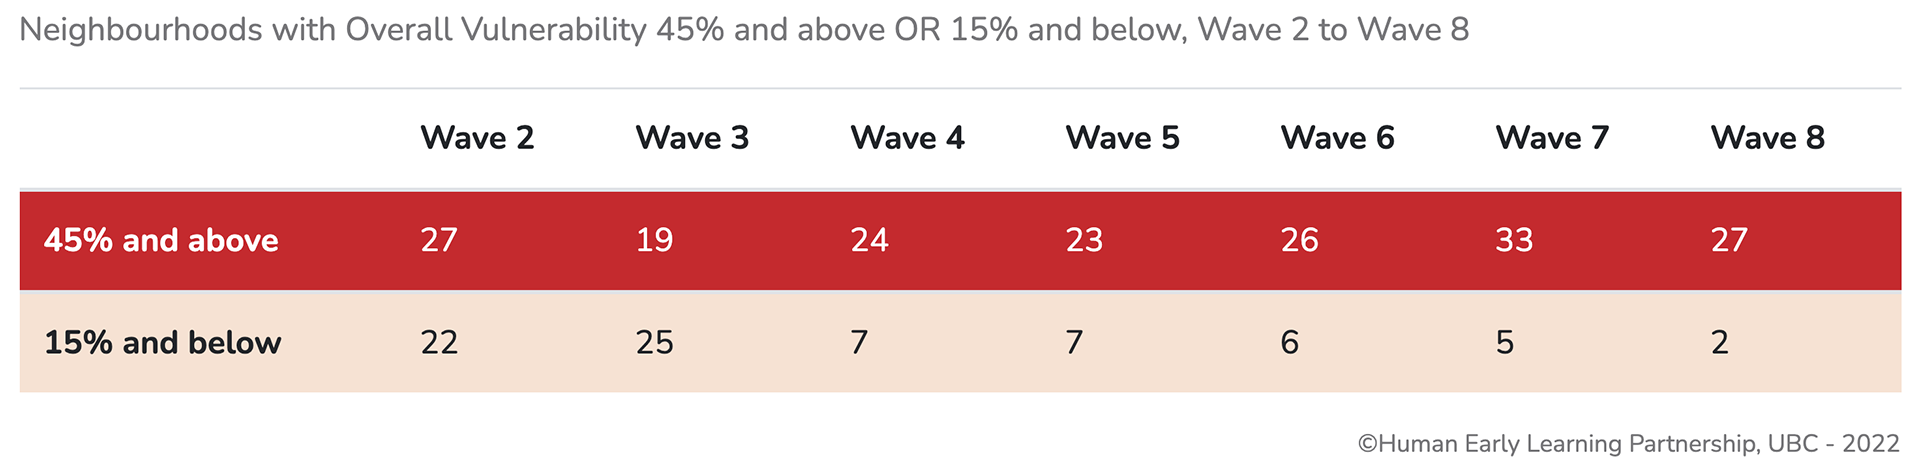 Neighbourhoods with Overall Vulnerability 45% and above OR 15% and below, Wave 2 to Wave 8
Wave 2 Wave 3 Wave 4 Wave 5 Wave 6 Wave 7 Wave 8
45% and above 27 19 24 23 26 33 27
15% and below 22 25 7 7 6 5 2
©Human Early Learning Partnership, UBC - 2022